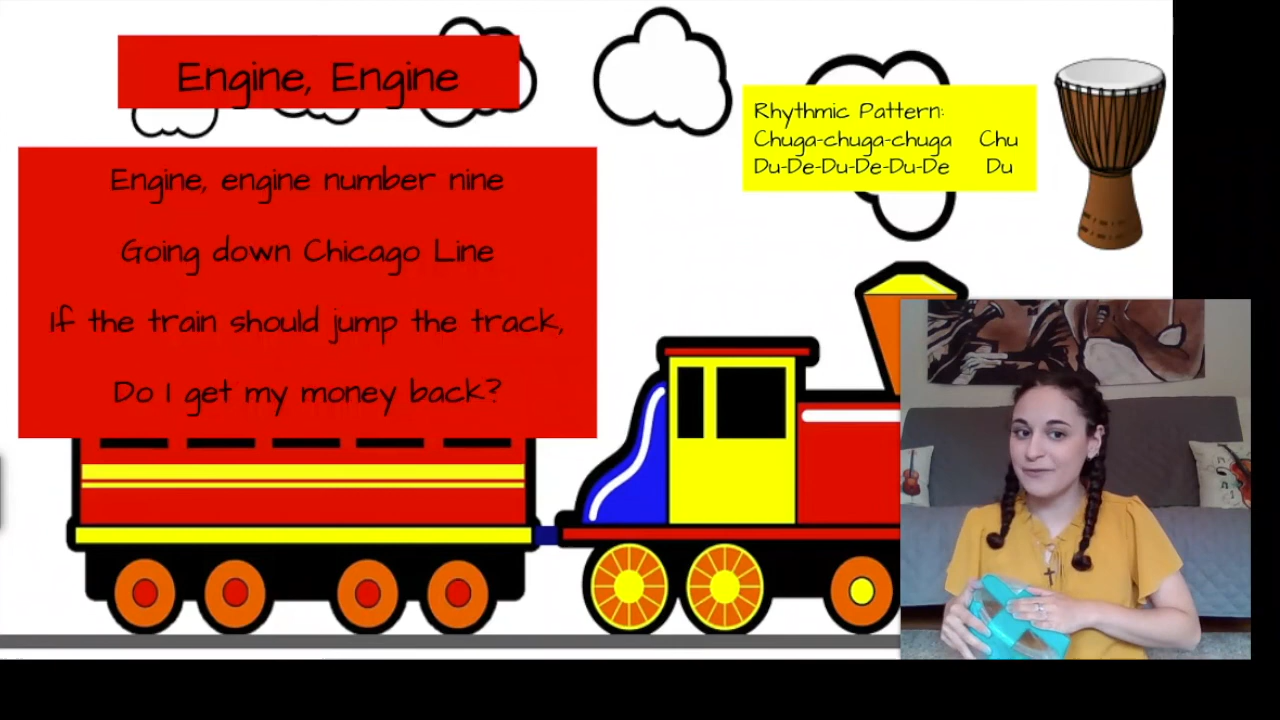 Engine, Engine
Engine, engine number nine
Going down Chicago Line
If the train should jump the track,
Do I get my money back?
Rhythmic Pattern:
Chuga-chuga-chuga Chu
Du-De-Du-De-Du-De Du